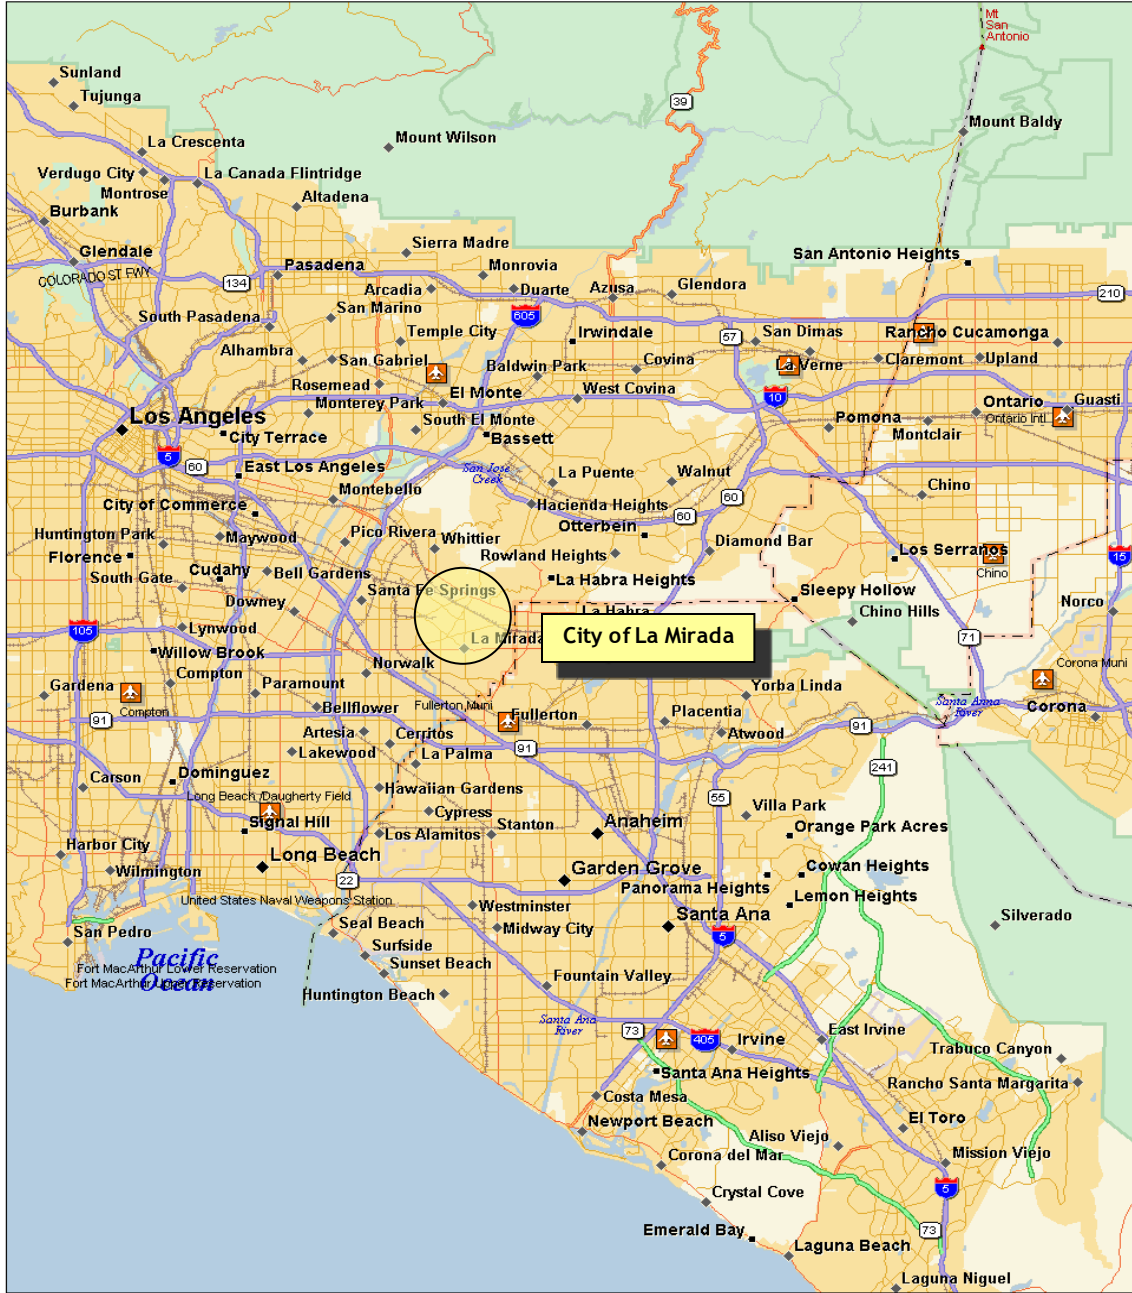 Mt
San
Antonio
Sunland
Tujunga
39
Mount Baldy
La Crescenta
Mount Wilson
Verdugo City
La Canada Flintridge
Montrose
Altadena
Burbank
Glendale
Sierra Madre
San Antonio Heights
COLORADO ST FWY
134
Pasadena
Monrovia
Arcadia
Duarte
Azusa
Glendora
210
San Marino
South Pasadena
605
Temple City
Irwindale
57
San Dimas
Rancho Cucamonga
Alhambra
San Gabriel
Baldwin Park
Covina
La Verne
Claremont
Upland
Rosemead
El Monte
West Covina
10
Monterey Park
Ontario
Guasti
Los Angeles
South El Monte
Pomona
Ontario Intl.
City Terrace
Bassett
Montclair
5
60
East Los Angeles
San Jose
Creek
La Puente
Walnut
Chino
Montebello
60
City of Commerce
Hacienda Heights
60
Otterbein
Huntington Park
Maywood
Pico Rivera
Whittier
Diamond Bar
Florence
Rowland Heights
Los Serranos
15
Cudahy
Bell Gardens
Chino
South Gate
La Habra Heights
Santa Fe Springs
Sleepy Hollow
Downey
La Habra
Chino Hills
Norco
105
Lynwood
City of La Mirada
La Mirada
71
Willow Brook
Norwalk
Corona Muni
Compton
Gardena
Paramount
Yorba Linda
Compton
Bellflower
Fullerton Muni
Santa Anna
River
Corona
91
Fullerton
Placentia
91
Artesia
Cerritos
Atwood
Lakewood
La Palma
91
241
Carson
Dominguez
Hawaiian Gardens
Long Beach /Daugherty Field
55
Villa Park
Cypress
Signal Hill
Los Alamitos
Stanton
Anaheim
Orange Park Acres
Harbor City
Long Beach
Wilmington
22
Garden Grove
Cowan Heights
Panorama Heights
Lemon Heights
United States Naval Weapons Station
Westminster
Santa Ana
Silverado
San Pedro
Seal Beach
Midway City
5
Pacific
Ocean
Surfside
Sunset Beach
Fort MacArthur Lower Reservation
Fort MacArthur Upper Reservation
Fountain Valley
Huntington Beach
Santa Ana
River
73
405
Irvine
East Irvine
Trabuco Canyon
Santa Ana Heights
Rancho Santa Margarita
Costa Mesa
Newport Beach
El Toro
Aliso Viejo
Corona del Mar
Mission Viejo
Crystal Cove
5
Emerald Bay
73
Laguna Beach
Laguna Niguel